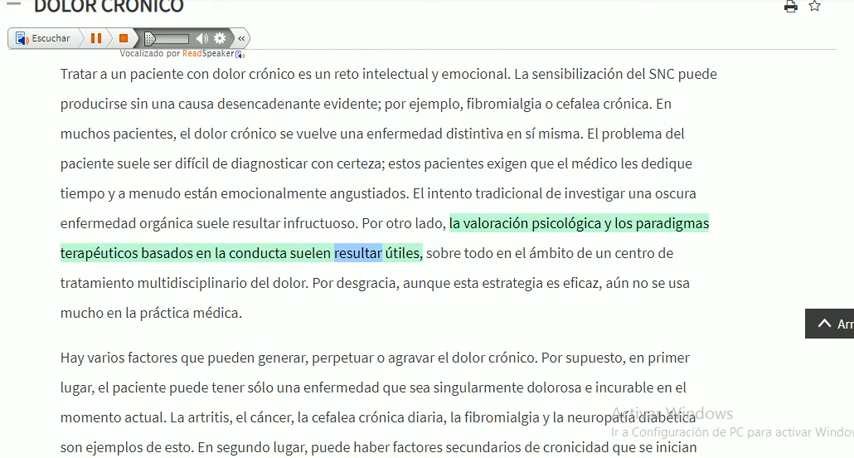 DOLOR CRÓNICO
Escuchar
Vocalizado por ReadSpeaker
Tratar a un paciente con dolor crónico es un reto intelectual y emocional. La sensibilización del SNC puede
producirse sin una causa desencadenante evidente; por ejemplo, fibromialgia o cefalea crónica. En
muchos pacientes, el dolor crónico se vuelve una enfermedad distintiva en sí misma. El problema del
paciente suele ser difícil de diagnosticar con certeza; estos pacientes exigen que el médico les dedique
tiempo y a menudo están emocionalmente angustiados. El intento tradicional de investigar una oscura
enfermedad orgánica suele resultar infructuoso. Por otro lado, la valoración psicológica y los paradigmas
terapéuticos basados en la conducta suelen resultar útiles, sobre todo en el ámbito de un centro de
tratamiento multidisciplinario del dolor. Por desgracia, aunque esta estrategia es eficaz, aún no se usa
mucho en la práctica médica.
Arr
Hay varios factores que pueden generar, perpetuar o agravar el dolor crónico. Por supuesto, en primer
lugar, el paciente puede tener sólo una enfermedad que sea singularmente dolorosa e incurable en el
momento actual. La artritis, el cáncer, la cefalea crónica diaria, la fibromialgia y la neuropatía diabética
son ejemplos de esto. En segundo lugar, puede haber factores secundarios de cronicidad que se inician
Activar Windows
Ir a Configuración de PC para activar Windows